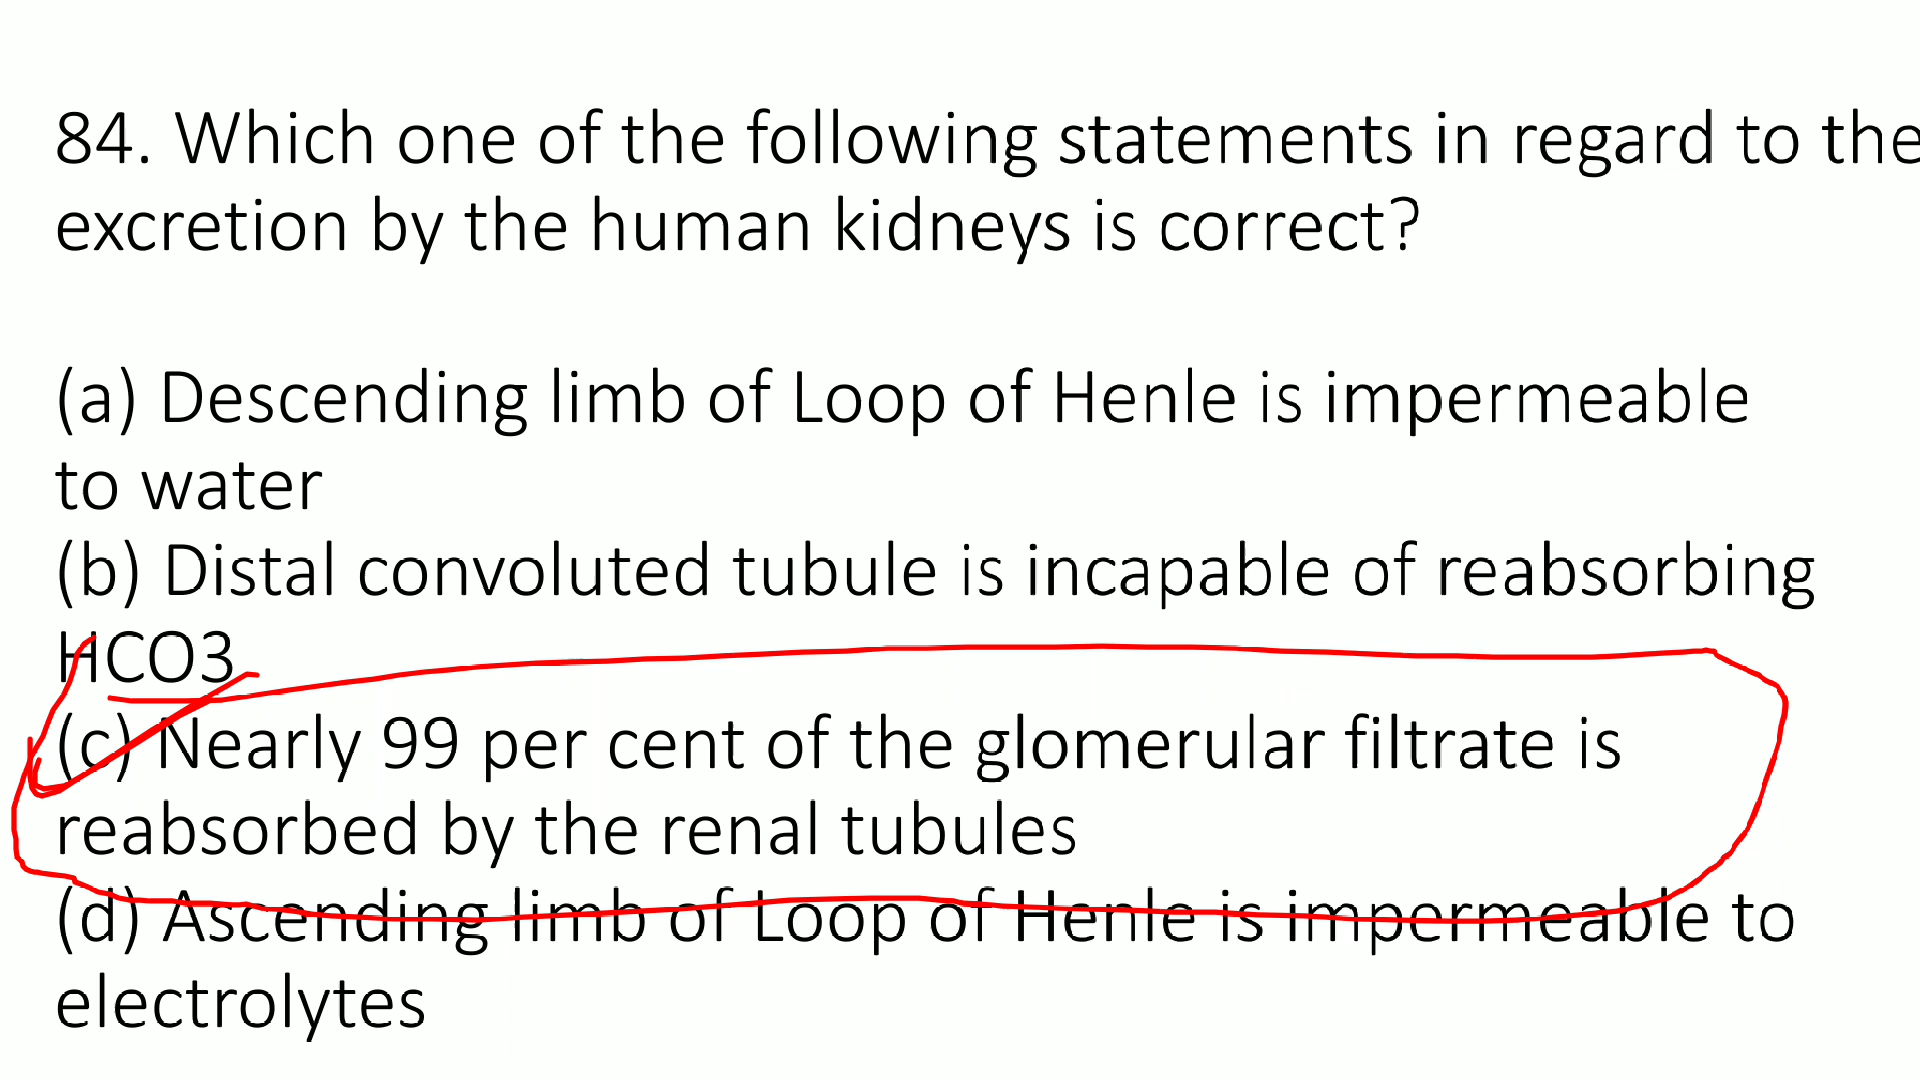 84. Which one of the following statements in regard to the
excretion by the human kidneys is correct?
(a) Descending limb of Loop of Henle is impermeable
to water
(b) Distal convoluted tubule is incapable of reabsorbing
HCO3
(c) Nearly 99 per cent of the glomerular filtrate is
reabsorbed by the renal tubules
(d) Ascending limb of Loop of Henle is impermeable to
electrolytes